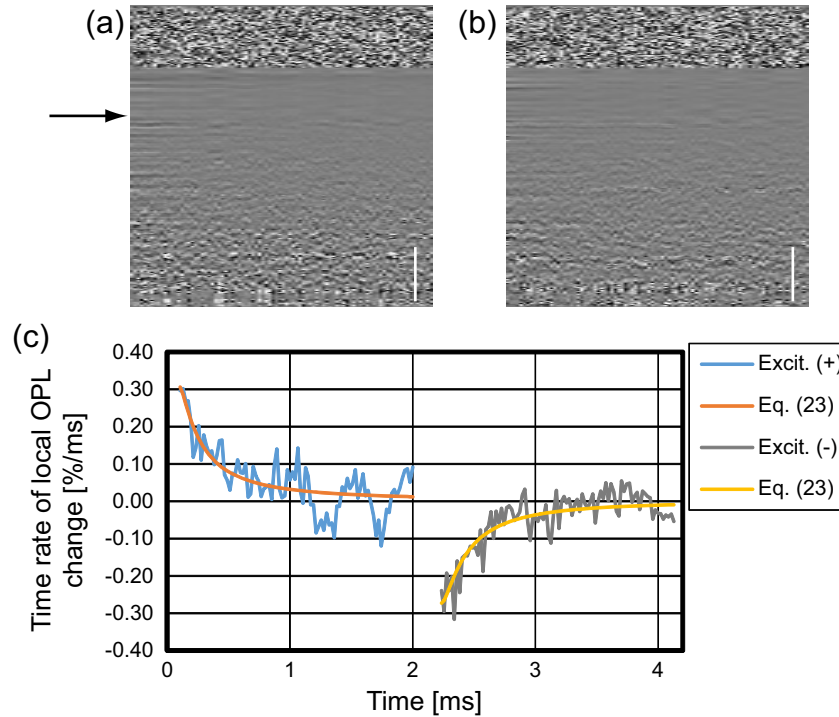 (a)
(b)
(c)
Time rate of local OPL
change [%/ms]
0.40
0.30
0.20
0.10
0.00
-0.10
-0.20
-0.30
-0.40
0
1
2
3
4
Time [ms]
Excit. (+)
Eq. (23)
Excit. (-)
Eq. (23)